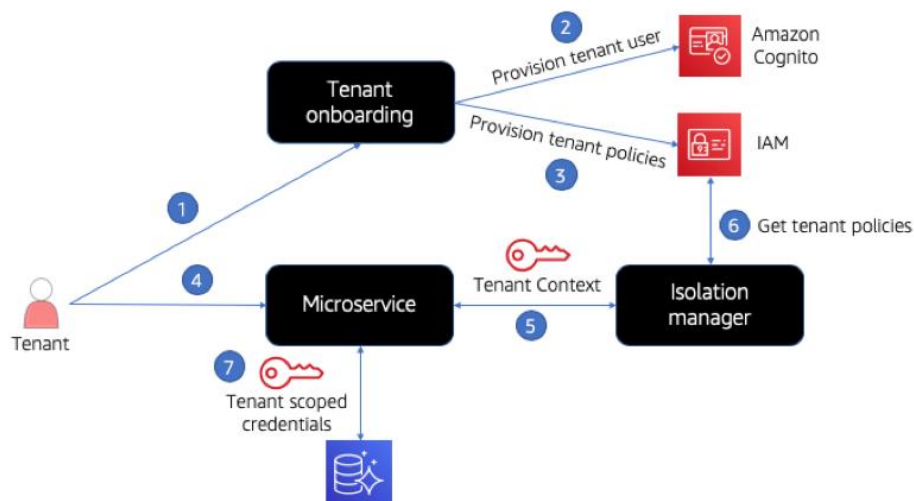 2
Amazon
Cognito
Provision tenant user
Tenant
onboarding
Provision tenant policies
IAM
3
1
6
Get tenant policies
4
Microservice
Tenant Context
5
Isolation
manager
Tenant
7
Tenant scoped
credentials